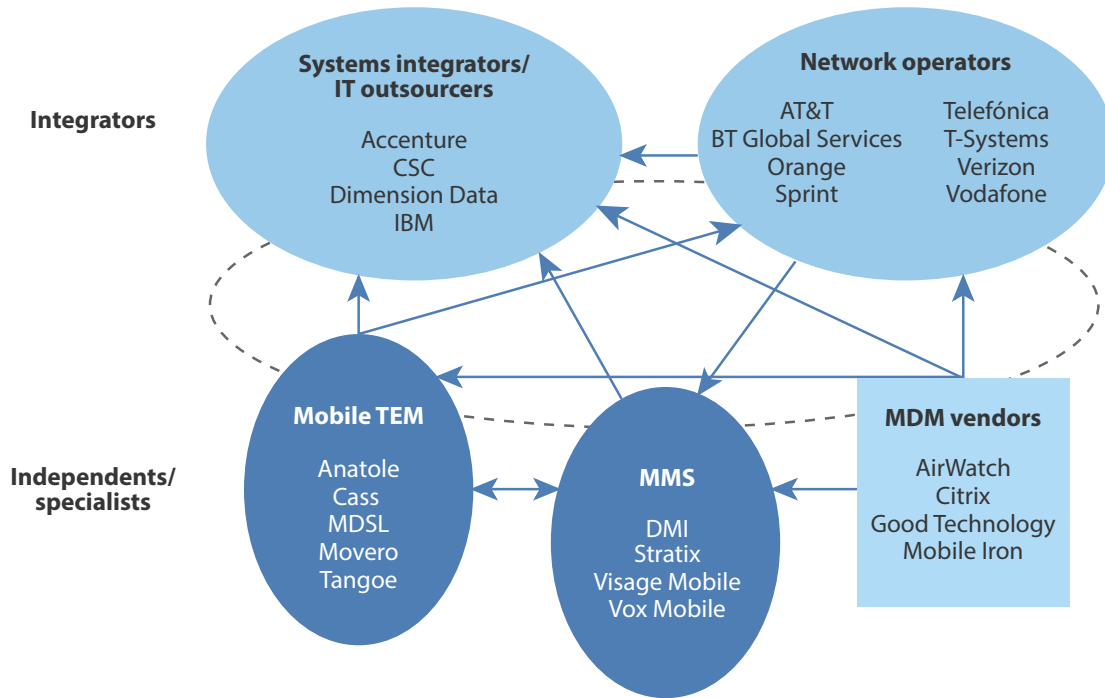 Integrators
Systems integrators/
IT outsourcers
Accenture
CSC
Dimension Data
IBM
Network operators
AT&T
BT Global Services
Orange
Sprint
Telefónica
T-Systems
Verizon
Vodafone
Independents/
specialists
Mobile TEM
Anatole
Cass
MDSL
Movero
Tangoe
MMS
DMI
Stratix
Visage Mobile
Vox Mobile
MDM vendors
AirWatch
Citrix
Good Technology
Mobile Iron